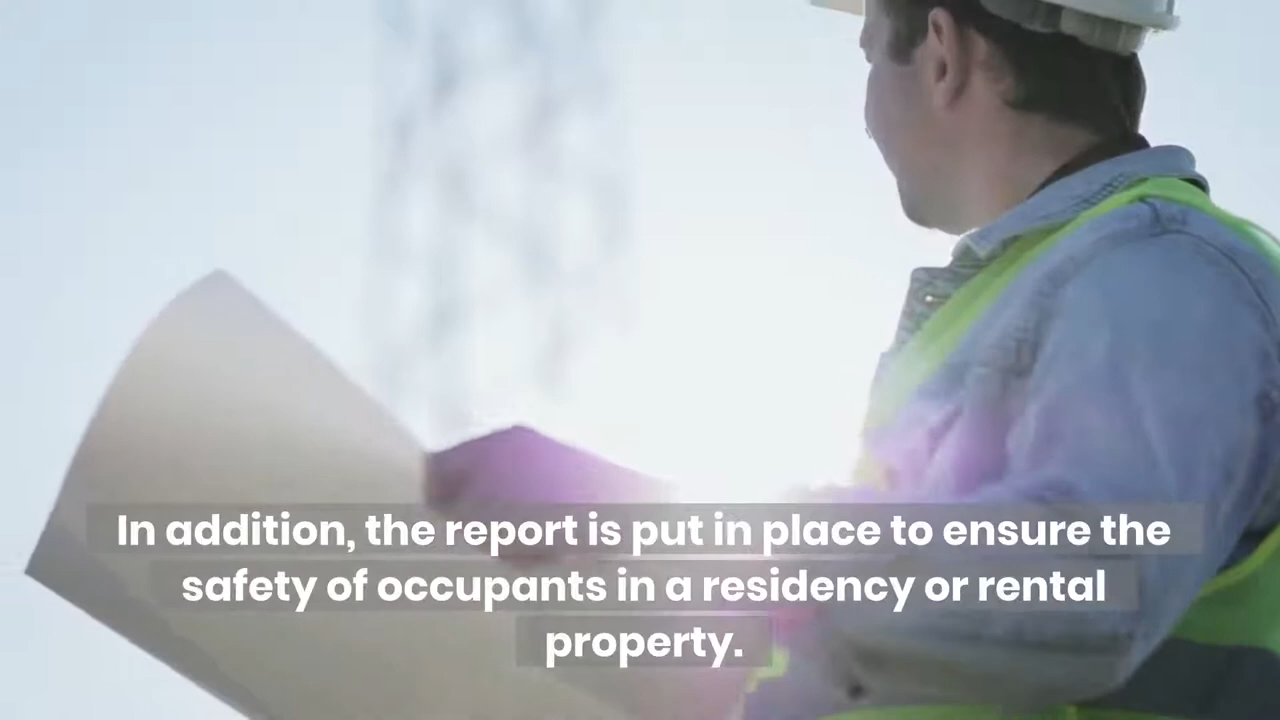 In addition, the report is put in place to ensure the
safety of occupants in a residency or rental
property.